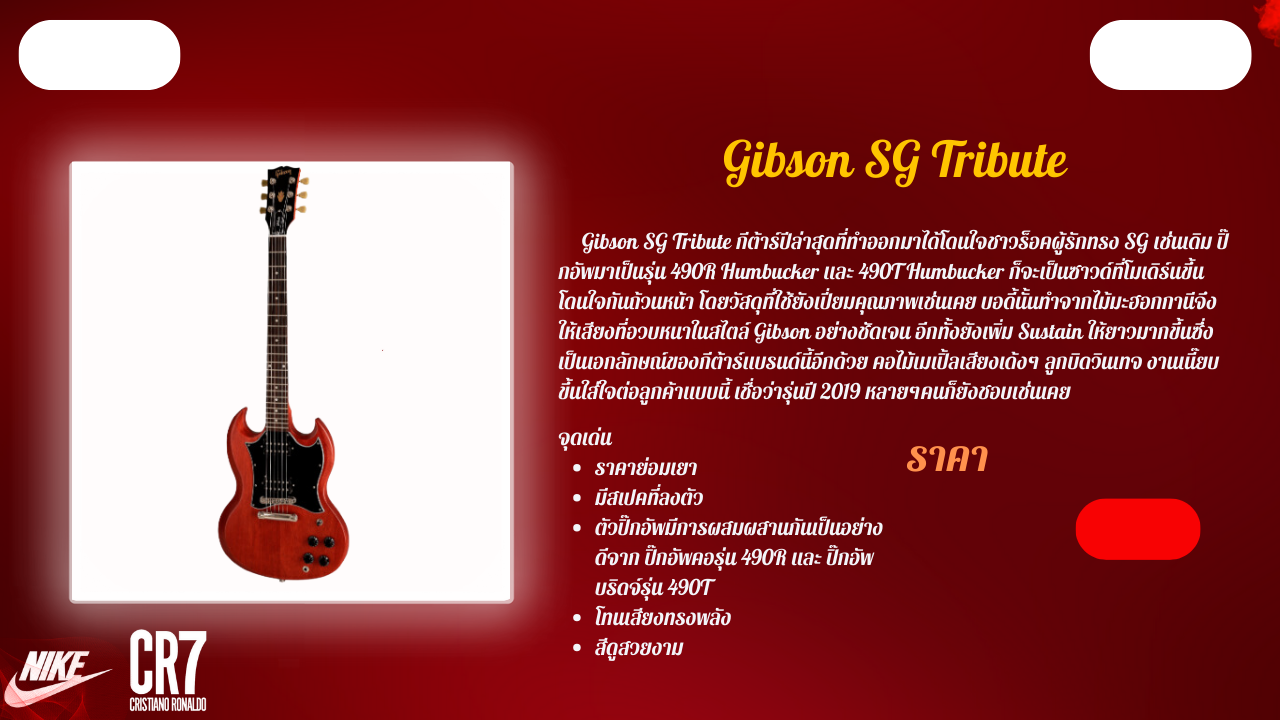 Gibson SG Tribute
Gibson
Gibson SG Tribute กีต้าร์ปีล่าสุดที่ทำออกมาได้โดนใจชาวร็อคผู้รักทรง SG เช่นเดิม ปิ๊
กอัพมาเป็นรุ่น 490R Humbucker และ 490T Humbucker ก็จะเป็นซาวด์ที่โมเดิร์นขึ้น
โดนใจกันถ้วนหน้า โดยวัสดุที่ใช้ยังเปี่ยมคุณภาพเช่นเคย บอดี้นั้นทำจากไม้มะฮอกกานีจึง
ให้เสียงที่อวบหนาในสไตล์ Gibson อย่างชัดเจน อีกทั้งยังเพิ่ม Sustain ให้ยาวมากขึ้นซึ่ง
เป็นเอกลักษณ์ของกีต้าร์แบรนด์นี้อีกด้วย คอไม้เมเปิ้ลเสียงเด้งๆ ลูกบิดวินเทจ งานเนี๊ยบ
ขึ้นใส่ใจต่อลูกค้าแบบนี้ เชื่อว่ารุ่นปี 2019 หลายๆคนก็ยังชอบเช่นเคย
จุดเด่น
ราคา
• ราคาย่อมเยา
• มีสเปคที่ลงตัว
• ตัวปิ๊กอัพมีการผสมผสานกันเป็นอย่าง
ดีจาก ปิ๊กอัพคอรุ่น 490R และ ปิ๊กอัพ
บริดจ์รุ่น 490T
• โทนเสียงทรงพลัง
• สีดูสวยงาม
NIKE
CR7
CRISTIANO RONALDO